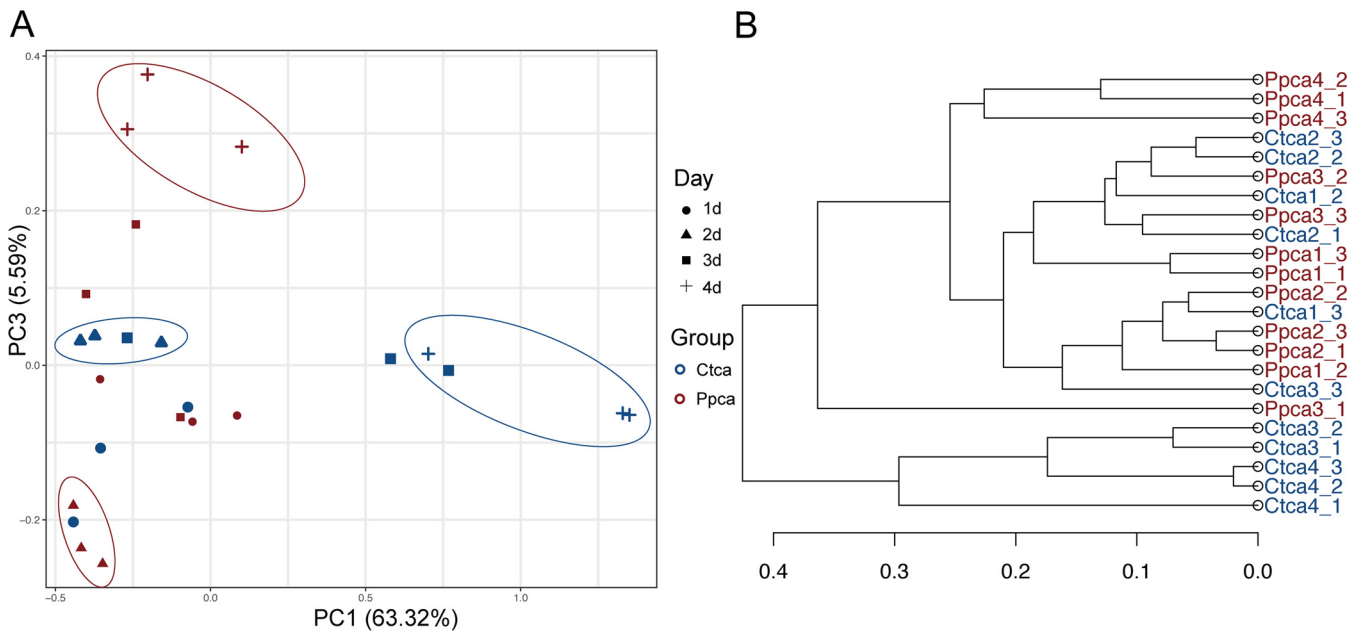 A
B
0.4
0.2
0.0
−0.2
PC3 (5.59%)
−0.5
0.0
0.5
1.0
PC1 (63.32%)
Day
1d
2d
3d
4d
Group
Ctca
Ppca
Ppca4_2
Ppca4_1
Ppca4_3
Ctca2_3
Ctca2_2
Ppca3_2
Ctca1_2
Ppca3_3
Ctca2_1
Ppca1_3
Ppca1_1
Ppca2_2
Ctca1_3
Ppca2_3
Ppca2_1
Ppca1_2
Ctca3_3
Ppca3_1
Ctca3_2
Ctca3_1
Ctca4_3
Ctca4_2
Ctca4_1
0.4 0.3 0.2 0.1 0.0